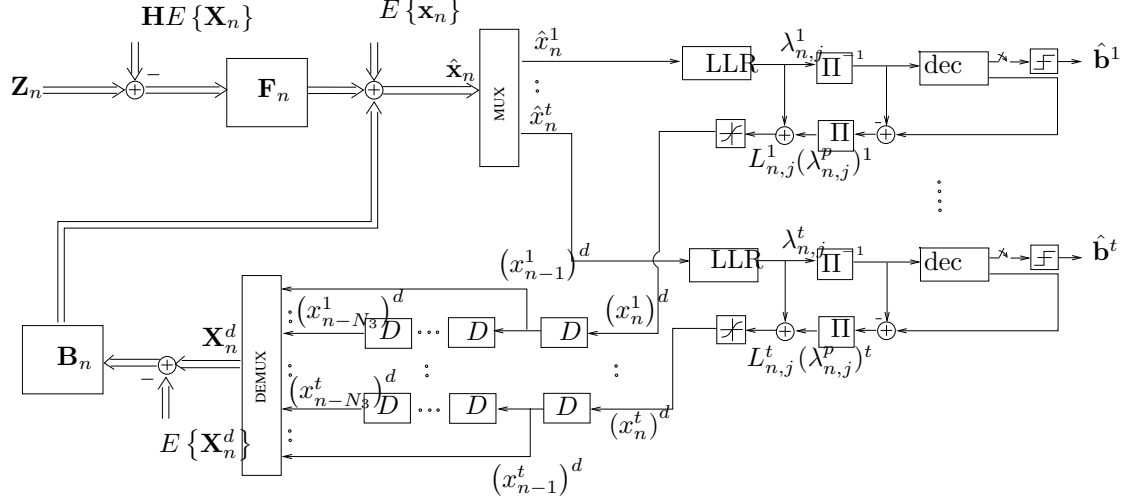 HE {X_n}
E {x_n}
Z_n
−
F_n
x̂_n
MUX
x̂_n^1
x̂_n^t
LLR
λ_{n,j}^1
Π^{-1}
dec
b̂^1
Π
-
L_{n,j}^1 (λ_{n,j}^p)^1
LLR
λ_{n,j}^t
Π^{-1}
dec
b̂^t
Π
-
L_{n,j}^t (λ_{n,j}^p)^t
(x_{n-1}^1)^d
(x_n^1)^d
(x_{n-N_3}^1)^d
D ··· D D
X_n^d
B_n
−
E {X_n^d}
DEMUX
(x_{n-N_3}^t)^d
D ··· D D
(x_n^t)^d
(x_{n-1}^t)^d